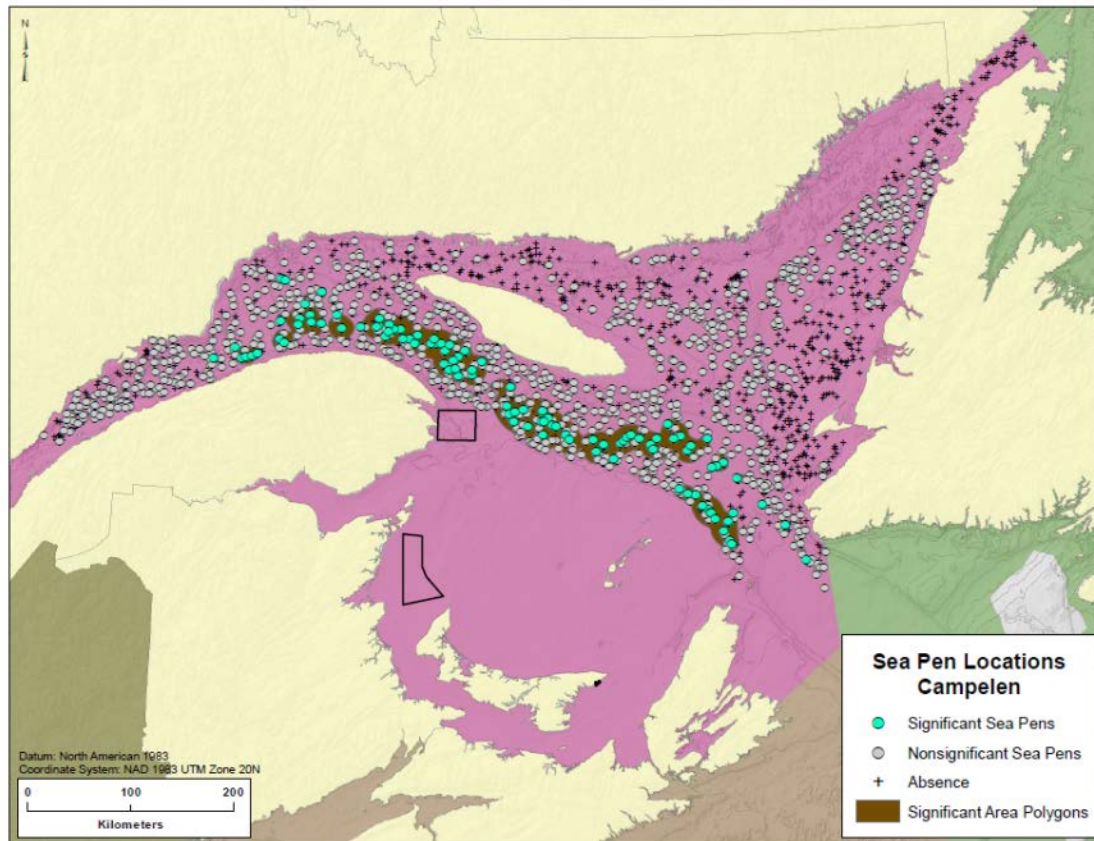 N
Datum: North American 1983
Coordinate System: NAD 1983 UTM Zone 20N
0 100 200
Kilometers
Sea Pen Locations
Campelen
Significant Sea Pens
Nonsignificant Sea Pens
Absence
Significant Area Polygons